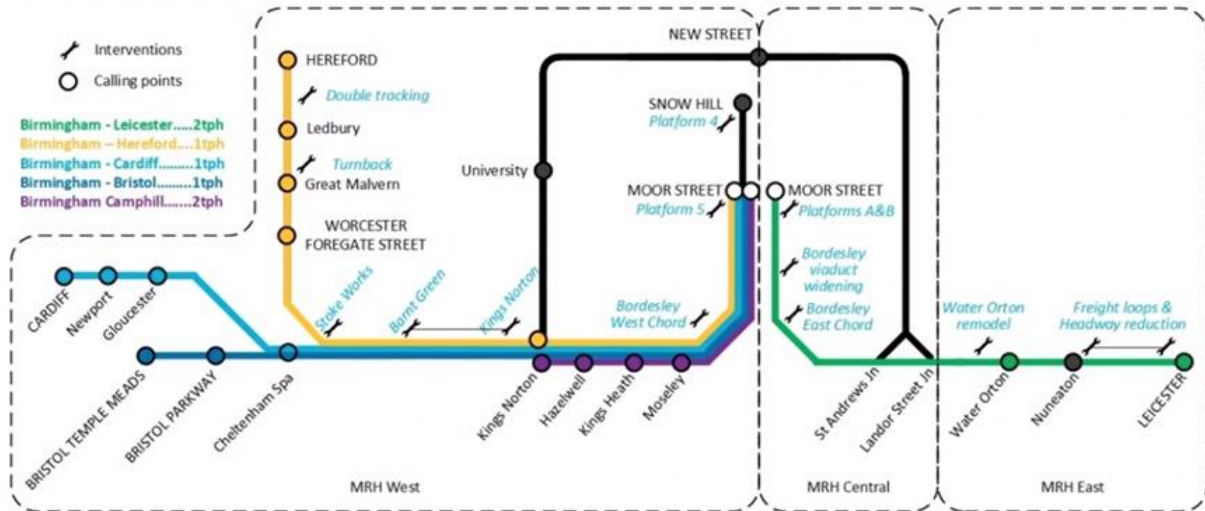 Interventions
Calling points
Birmingham - Leicester.....2tph
Birmingham – Hereford....1tph
Birmingham - Cardiff.........1tph
Birmingham - Bristol.........1tph
Birmingham Camphill.......2tph
HEREFORD
Double tracking
Ledbury
Turnback
Great Malvern
WORCESTER
FOREGATE STREET
NEW STREET
SNOW HILL
Platform 4
University
MOOR STREET
Platform 5
MOOR STREET
Platforms A&B
Bordesley
viaduct
widening
Bordesley
East Chord
Bordesley
West Chord
Stoke Works
Barnt Green
Kings Norton
Water Orton
remodel
Freight loops &
Headway reduction
CARDIFF
Newport
Gloucester
BRISTOL TEMPLE MEADS
BRISTOL PARKWAY
Cheltenham Spa
Kings Norton
Hazelwell
Kings Heath
Moseley
St Andrews Jn
Landor Street Jn
Water Orton
Nuneaton
LEICESTER
MRH West
MRH Central
MRH East